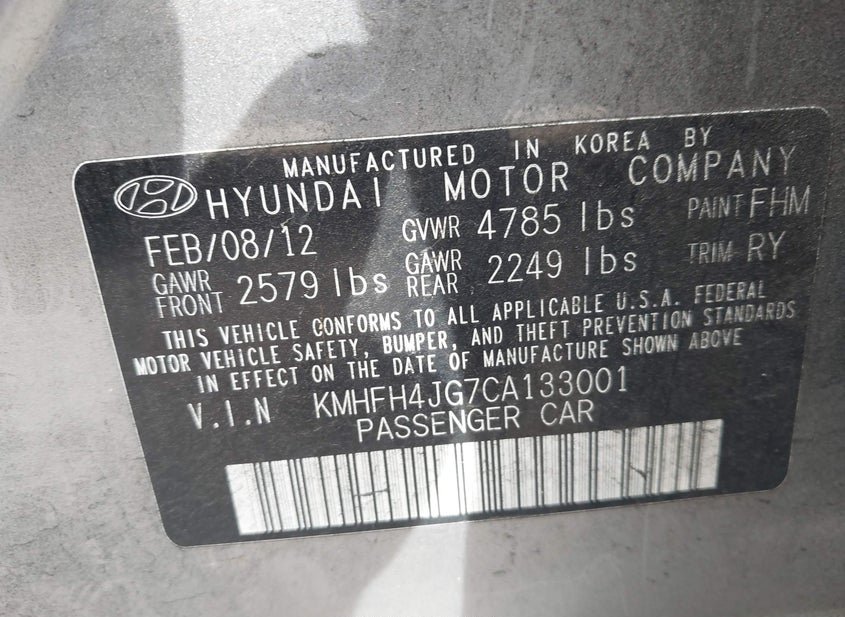 MANUFACTURED IN KOREA BY
HYUNDAI MOTOR COMPANY
FEB/08/12 GVWR 4785 lbs PAINT FHM
GAWR FRONT 2579 lbs GAWR REAR 2249 lbs TRIM RY
THIS VEHICLE CONFORMS TO ALL APPLICABLE U.S.A. FEDERAL
MOTOR VEHICLE SAFETY, BUMPER, AND THEFT PREVENTION STANDARDS
IN EFFECT ON THE DATE OF MANUFACTURE SHOWN ABOVE
V.I.N KMHFH4JG7CA133001
PASSENGER CAR